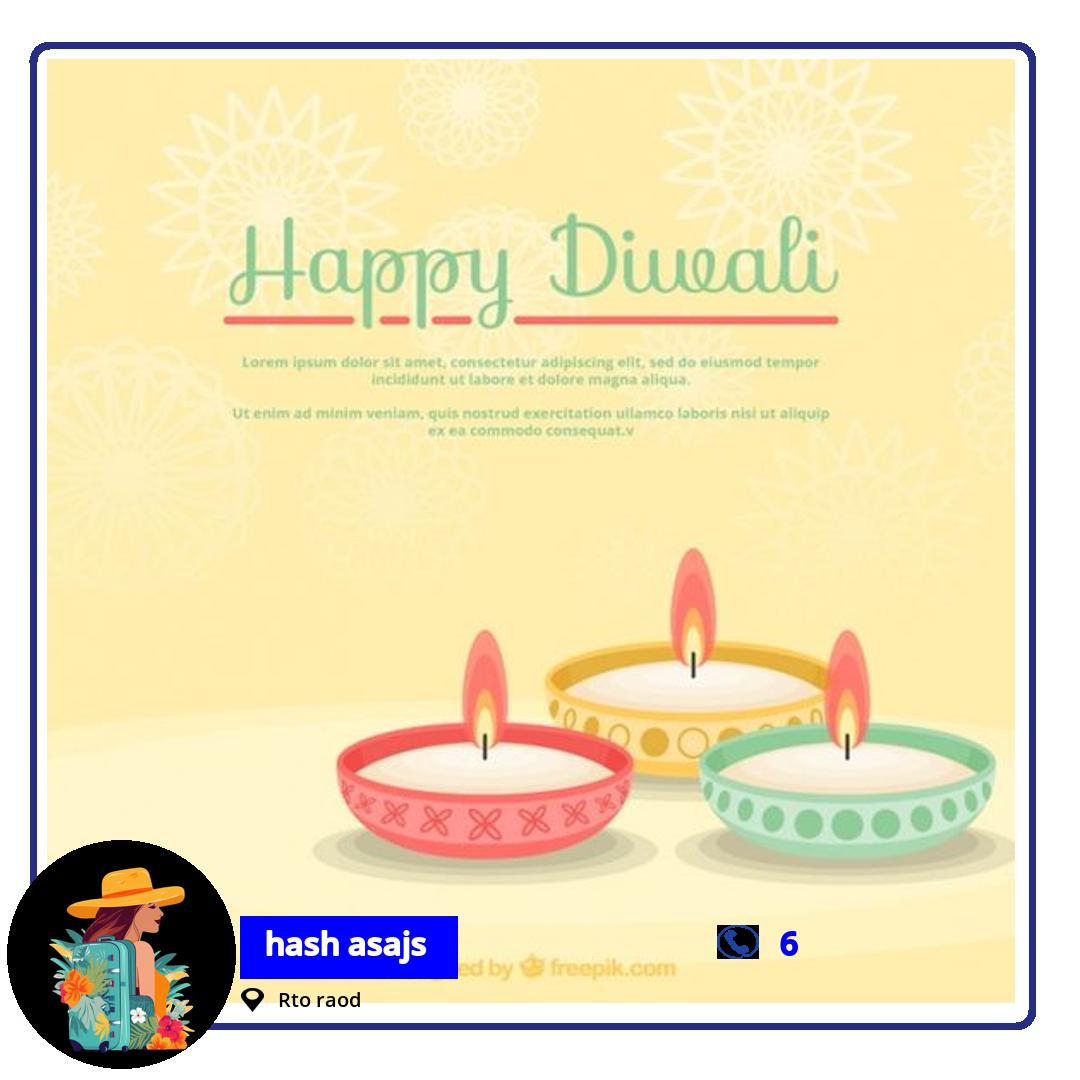 Happy Diwali
Lorem ipsum dolor sit amet, consectetur adipiscing elit, sed do eiusmod tempor
incididunt ut labore et dolore magna aliqua.
Ut enim ad minim veniam, quis nostrud exercitation ullamco laboris nisi ut aliquip
ex ea commodo consequat.v
hash asajs
6
ed by freepik.com
Rto raod